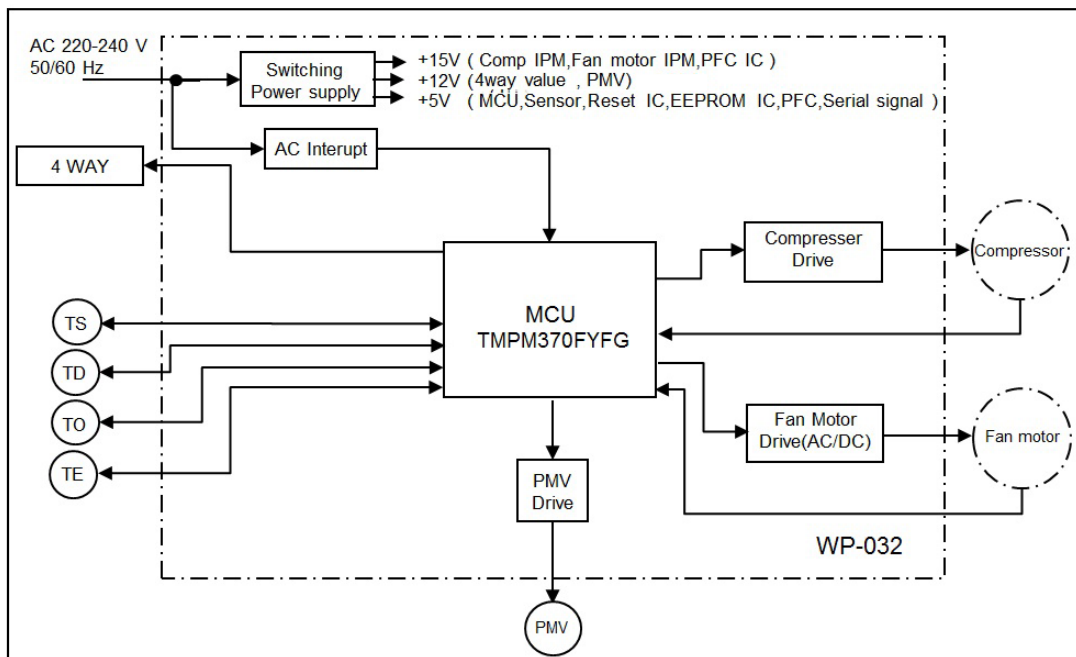 AC 220-240 V
50/60 Hz
Switching
Power supply
+15V ( Comp IPM,Fan motor IPM,PFC IC )
+12V (4way value , PMV)
+5V ( MCU,Sensor,Reset IC,EEPROM IC,PFC,Serial signal )
AC Interupt
4 WAY
Compresser
Drive
Compressor
MCU
TMPM370FYFG
TS
TD
TO
TE
Fan Motor
Drive(AC/DC)
Fan motor
PMV
Drive
WP-032
PMV